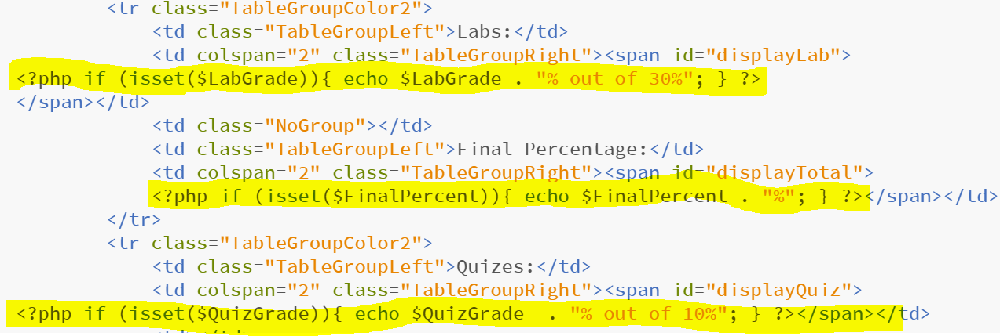 <tr class="TableGroupColor2">
<td class="TableGroupLeft">Labs:</td>
<td colspan="2" class="TableGroupRight"><span id="displayLab">
<?php if (isset($LabGrade)){ echo $LabGrade . "% out of 30%"; } ?>
</span></td>
<td class="NoGroup"></td>
<td class="TableGroupLeft">Final Percentage:</td>
<td colspan="2" class="TableGroupRight"><span id="displayTotal">
<?php if (isset($FinalPercent)){ echo $FinalPercent . "%"; } ?></span></td>
</tr>
<tr class="TableGroupColor2">
<td class="TableGroupLeft">Quizes:</td>
<td colspan="2" class="TableGroupRight"><span id="displayQuiz">
<?php if (isset($QuizGrade)){ echo $QuizGrade  . "% out of 10%"; } ?></span></td>